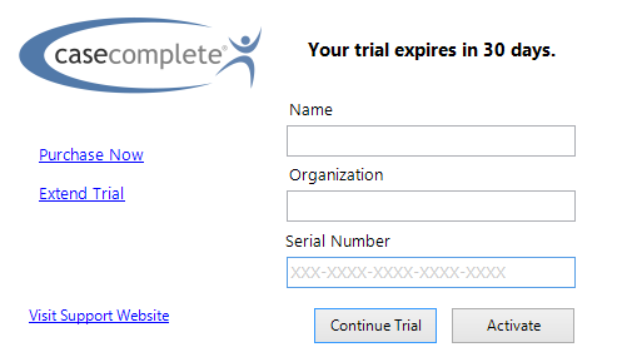 casecomplete®
Your trial expires in 30 days.
Name
Purchase Now
Organization
Extend Trial
Serial Number
XXX-XXXX-XXXX-XXXX-XXXX
Visit Support Website
Continue Trial
Activate